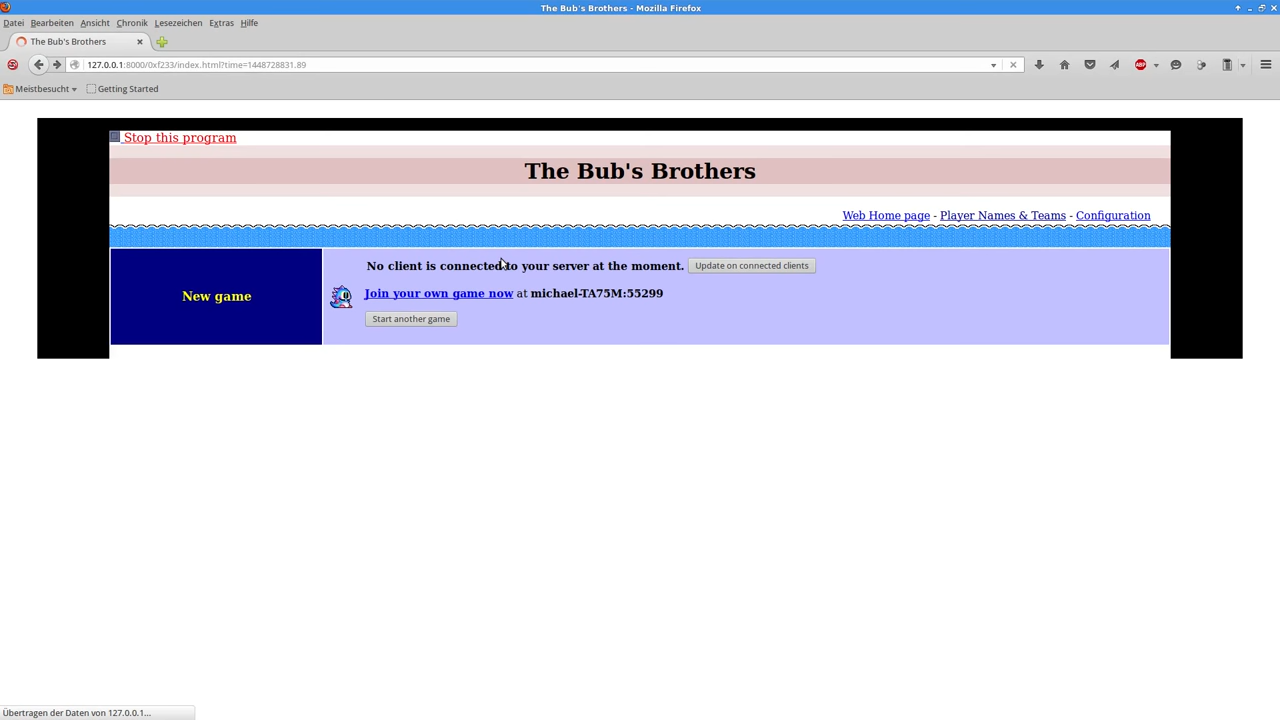 The Bub's Brothers - Mozilla Firefox
Datei Bearbeiten Ansicht Chronik Lesezeichen Extras Hilfe
The Bub's Brothers
127.0.0.1:8000/0xf233/index.html?time=1448728831.89
ABP
Meistbesucht Getting Started
Stop this program
The Bub's Brothers
Web Home page - Player Names & Teams - Configuration
New game
No client is connected to your server at the moment. Update on connected clients
Join your own game now at michael-TA75M:55299
Start another game
Übertragen der Daten von 127.0.0.1...